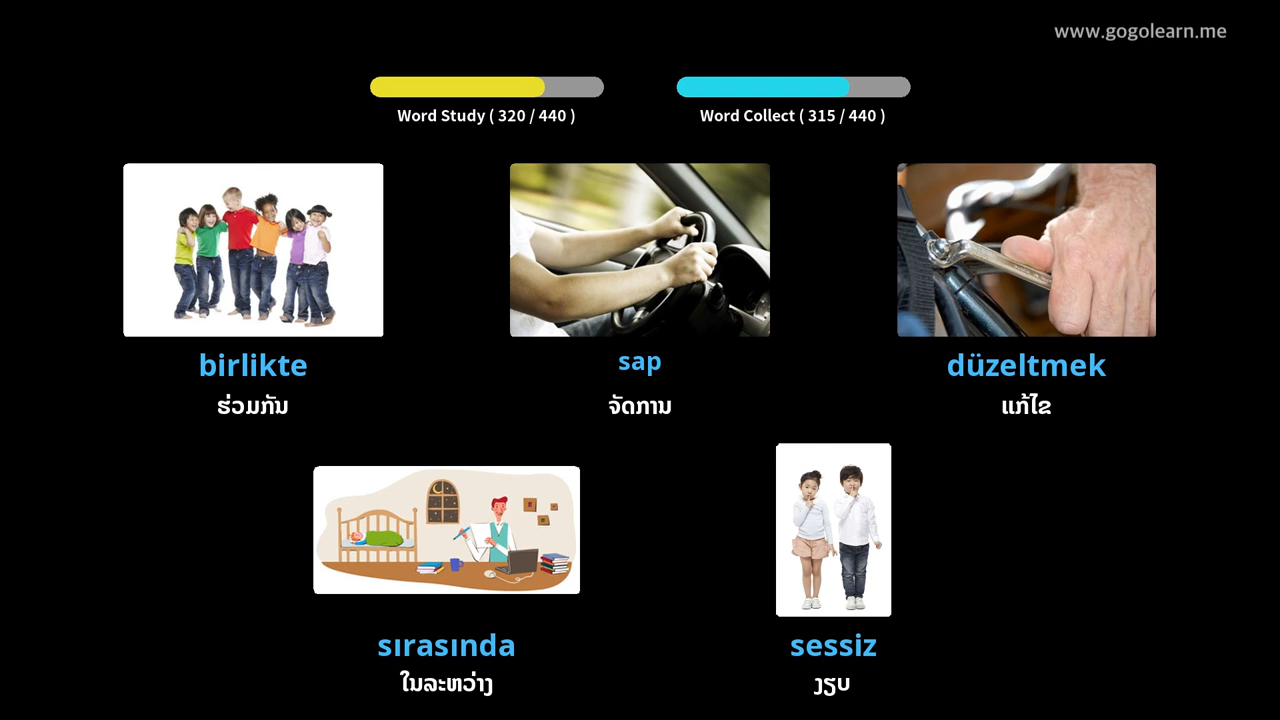 www.gogolearn.me
Word Study ( 320 / 440 )
Word Collect ( 315 / 440 )
birlikte
ຮ່ວມກັນ
sap
ຈັດການ
düzeltmek
ແກ້ໄຂ
sırasında
ໃນລະຫວ່າງ
sessiz
ງຽບ